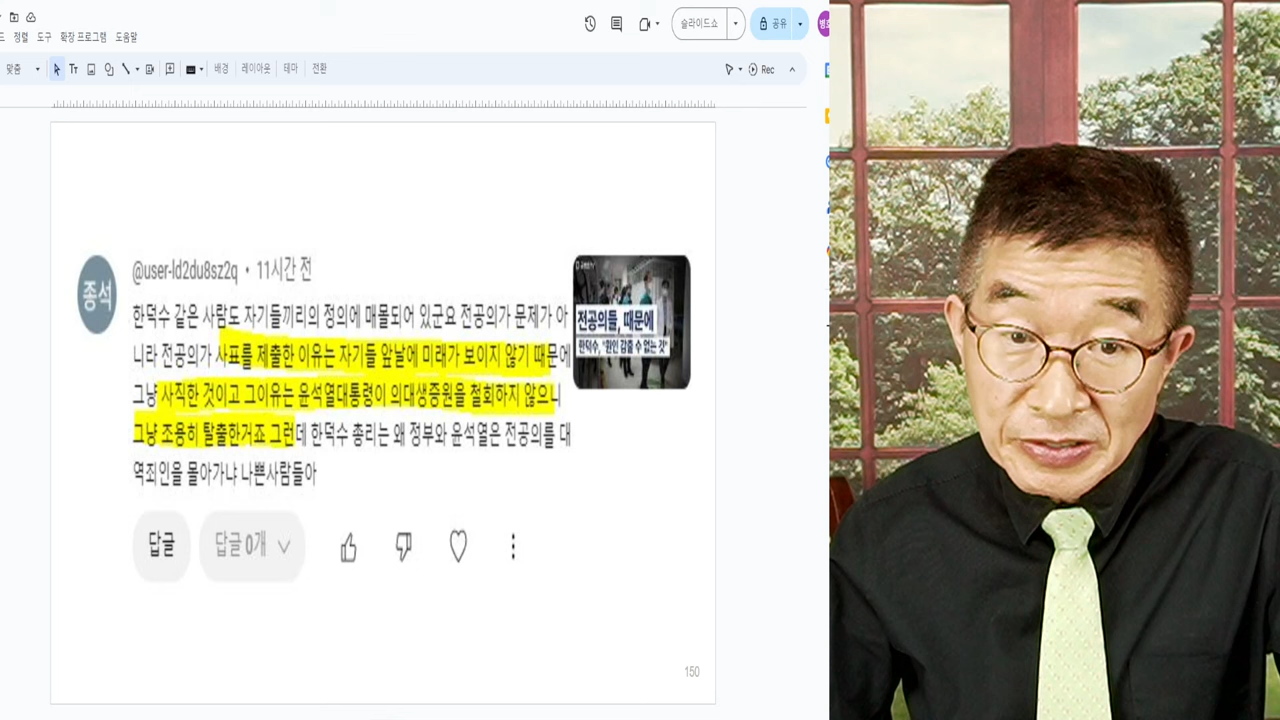 정렬 도구 확장 프로그램 도움말
슬라이드쇼
공유
맞춤
배경 레이아웃 테마 전환
Rec
종석
@user-ld2du8sz2q • 11시간 전
한덕수 같은 사람도 자기들끼리의 정의에 매몰되어 있군요 전공의가 문제가 아
니라 전공의가 사표를 제출한 이유는 자기들 앞날에 미래가 보이지 않기 때문에
그냥 사직한 것이고 그이유는 윤석열대통령이 의대생증원을 철회하지 않으니
그냥 조용히 탈출한거죠 그런데 한덕수 총리는 왜 정부와 윤석열은 전공의를 대
역죄인을 몰아가냐 나쁜사람들아
전공의들, 때문에
한덕수, "환인 감출 수 없는 것"
답글
답글 0개
150